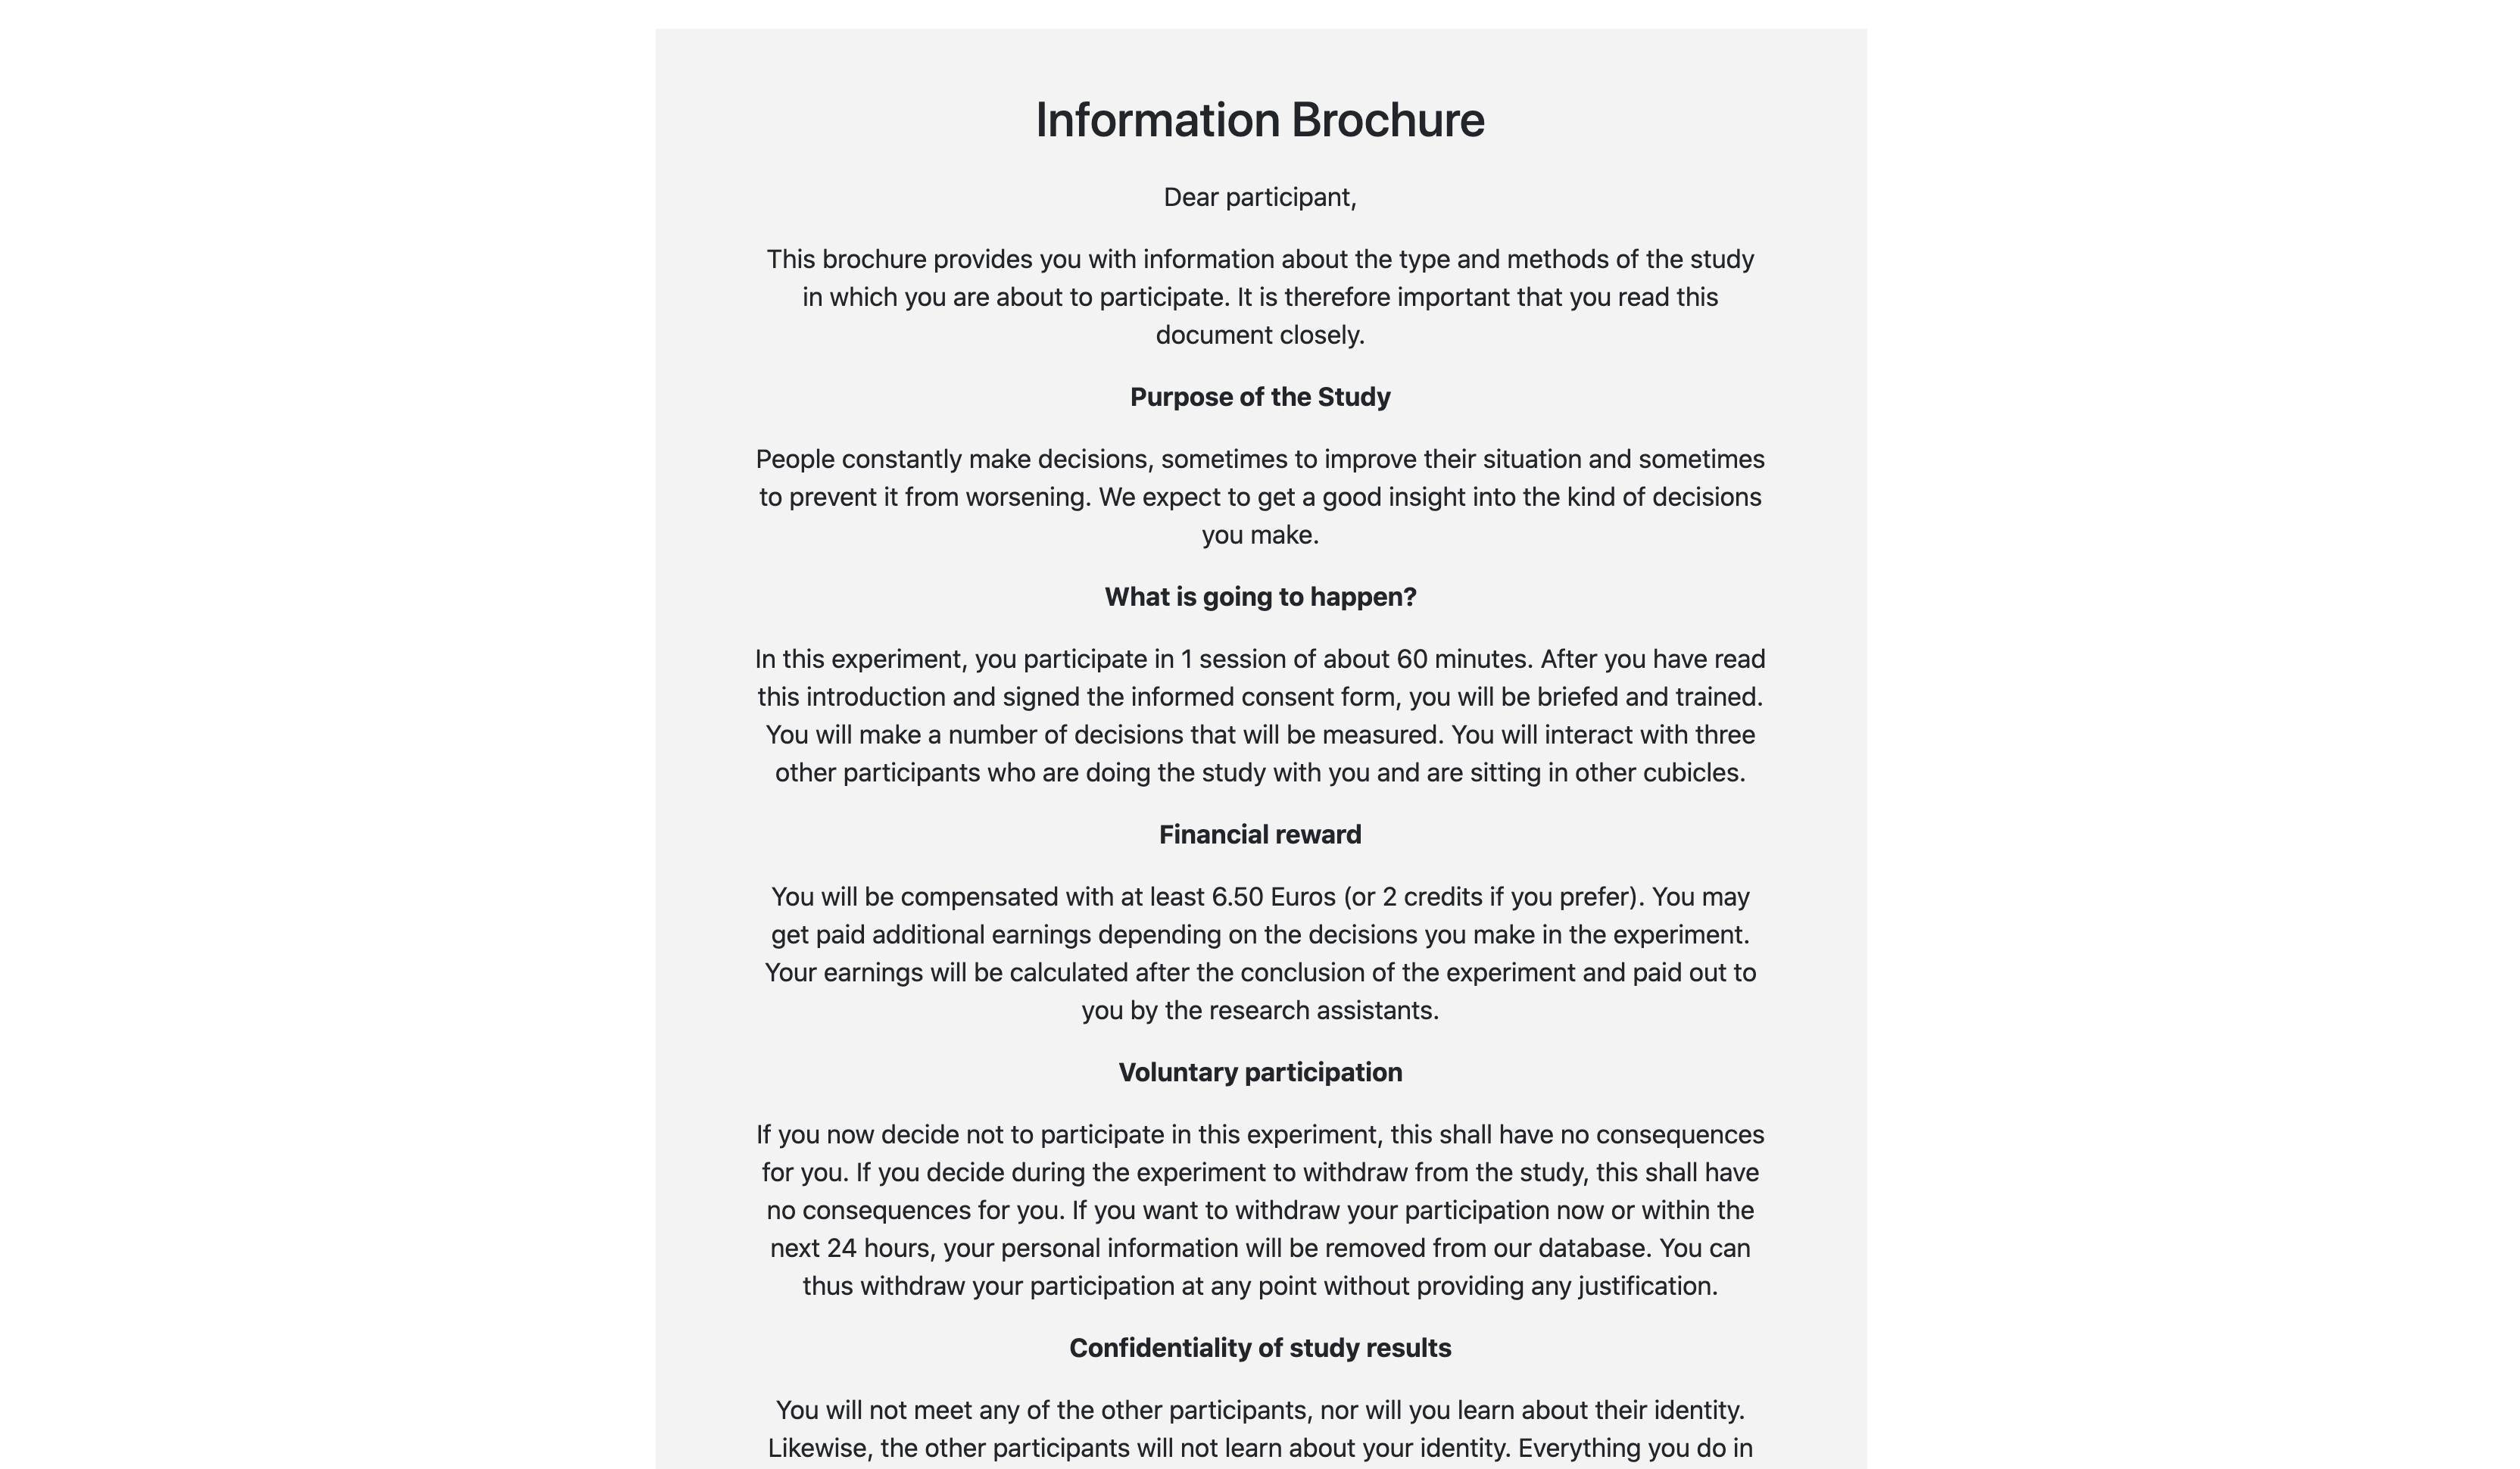 Information Brochure
Dear participant,
This brochure provides you with information about the type and methods of the study
in which you are about to participate. It is therefore important that you read this
document closely.
Purpose of the Study
People constantly make decisions, sometimes to improve their situation and sometimes
to prevent it from worsening. We expect to get a good insight into the kind of decisions
you make.
What is going to happen?
In this experiment, you participate in 1 session of about 60 minutes. After you have read
this introduction and signed the informed consent form, you will be briefed and trained.
You will make a number of decisions that will be measured. You will interact with three
other participants who are doing the study with you and are sitting in other cubicles.
Financial reward
You will be compensated with at least 6.50 Euros (or 2 credits if you prefer). You may
get paid additional earnings depending on the decisions you make in the experiment.
Your earnings will be calculated after the conclusion of the experiment and paid out to
you by the research assistants.
Voluntary participation
If you now decide not to participate in this experiment, this shall have no consequences
for you. If you decide during the experiment to withdraw from the study, this shall have
no consequences for you. If you want to withdraw your participation now or within the
next 24 hours, your personal information will be removed from our database. You can
thus withdraw your participation at any point without providing any justification.
Confidentiality of study results
You will not meet any of the other participants, nor will you learn about their identity.
Likewise, the other participants will not learn about your identity. Everything you do in